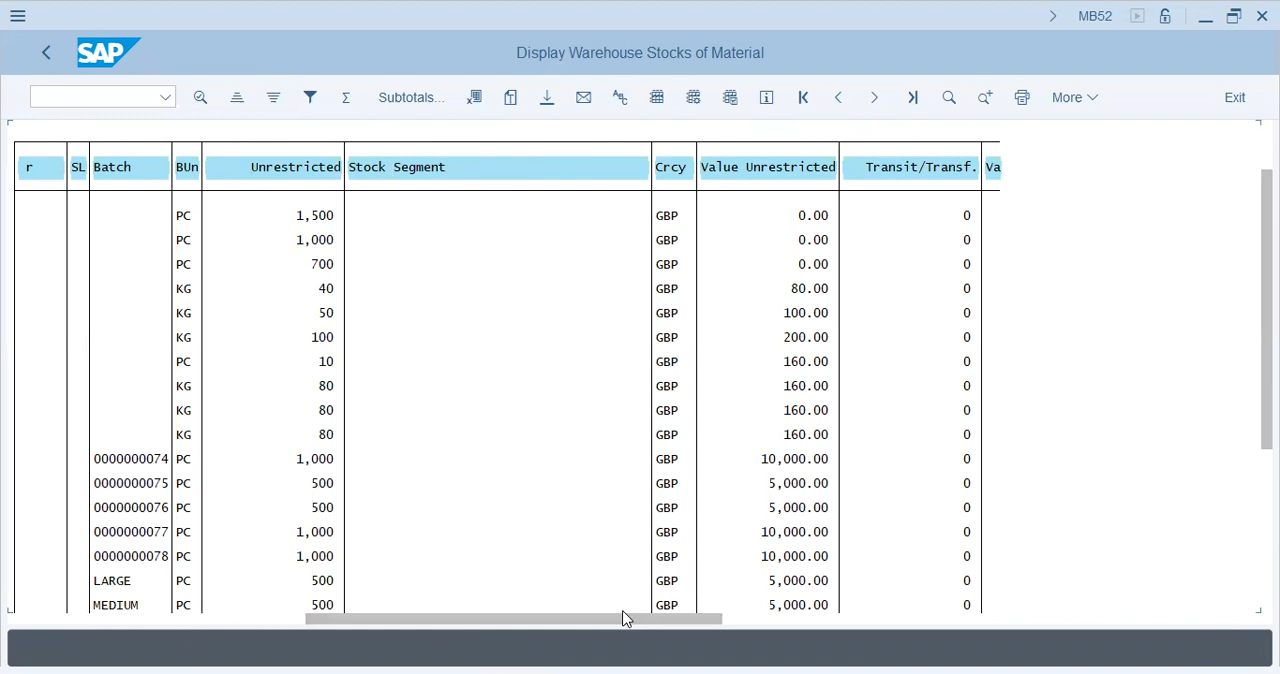 MB52
SAP Display Warehouse Stocks of Material
Subtotals... More Exit
r SL Batch BUn Unrestricted Stock Segment Crcy Value Unrestricted Transit/Transf. Va
PC 1,500 GBP 0.00 0
PC 1,000 GBP 0.00 0
PC 700 GBP 0.00 0
KG 40 GBP 80.00 0
KG 50 GBP 100.00 0
KG 100 GBP 200.00 0
PC 10 GBP 160.00 0
KG 80 GBP 160.00 0
KG 80 GBP 160.00 0
KG 80 GBP 160.00 0
0000000074 PC 1,000 GBP 10,000.00 0
0000000075 PC 500 GBP 5,000.00 0
0000000076 PC 500 GBP 5,000.00 0
0000000077 PC 1,000 GBP 10,000.00 0
0000000078 PC 1,000 GBP 10,000.00 0
LARGE PC 500 GBP 5,000.00 0
MEDIUM PC 500 GBP 5,000.00 0